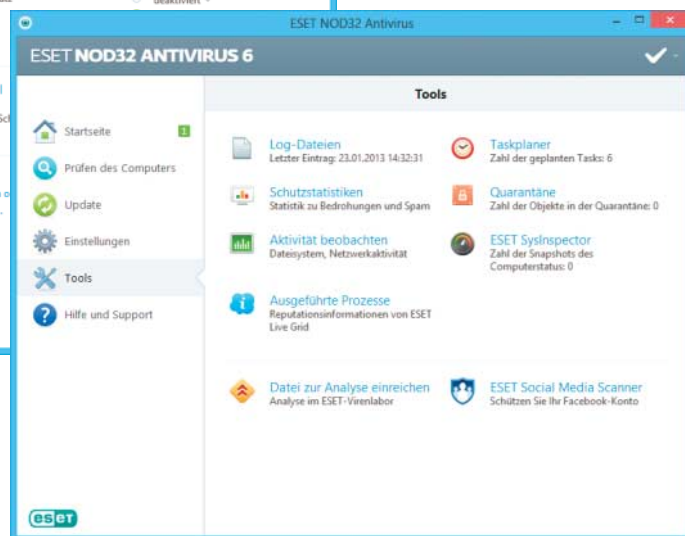 deaktiviert
ESET NOD32 Antivirus
ESET NOD32 ANTIVIRUS 6
Startseite 1
Prüfen des Computers
Update
Einstellungen
Tools
Hilfe und Support
Tools
Log-Dateien
Letzter Eintrag: 23.01.2013 14:32:31
Taskplaner
Zahl der geplanten Tasks: 6
Schutzstatistiken
Statistik zu Bedrohungen und Spam
Quarantäne
Zahl der Objekte in der Quarantäne: 0
Aktivität beobachten
Dateisystem, Netzwerkaktivität
ESET SysInspector
Zahl der Snapshots des
Computerstatus: 0
Ausgeführte Prozesse
Reputationsinformationen von ESET
Live Grid
Datei zur Analyse einreichen
Analyse im ESET-Virenlabor
ESET Social Media Scanner
Schützen Sie Ihr Facebook-Konto
eset